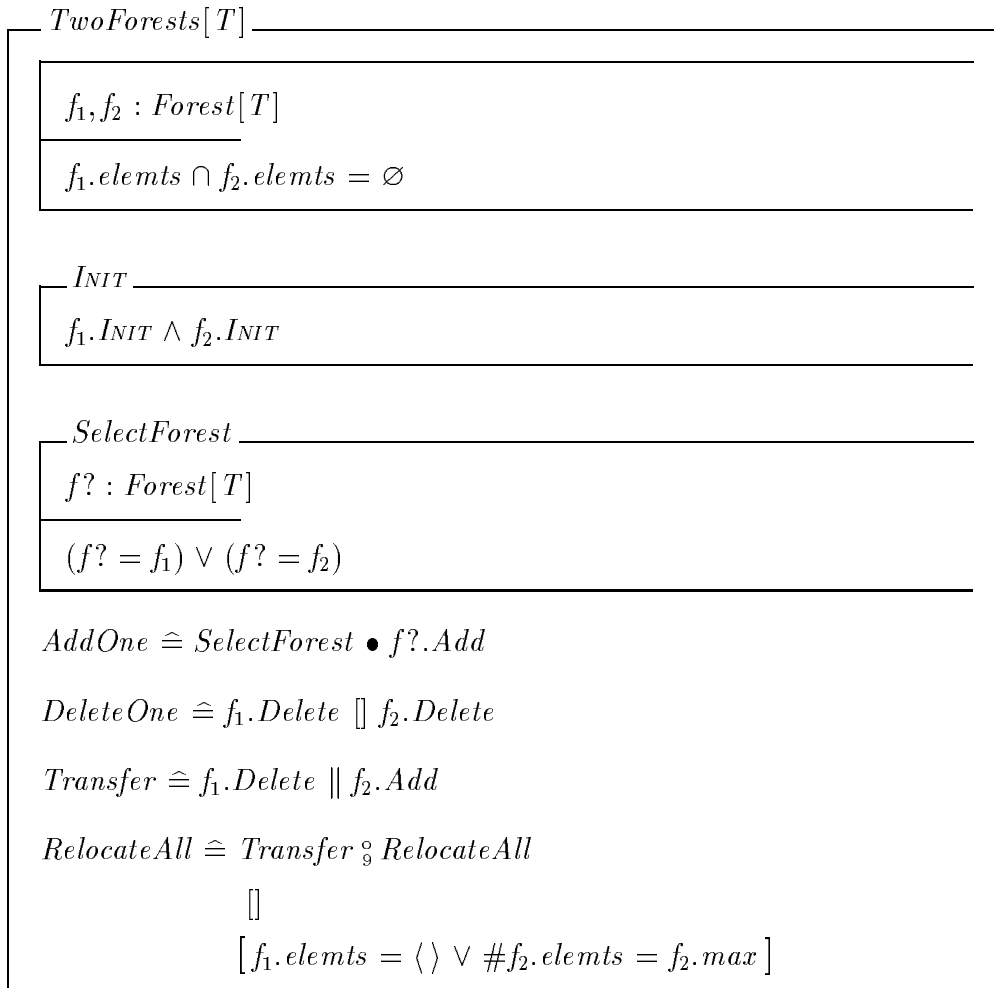 TwoForests[ T ]
f₁, f₂ : Forest[ T ]
f₁.elemts ∩ f₂.elemts = ∅
INIT
f₁.INIT ∧ f₂.INIT
SelectForest
f? : Forest[ T ]
(f? = f₁) ∨ (f? = f₂)
AddOne ≙ SelectForest • f?.Add
DeleteOne ≙ f₁.Delete [] f₂.Delete
Transfer ≙ f₁.Delete ∥ f₂.Add
RelocateAll ≙ Transfer ⨟ RelocateAll
[]
[ f₁.elemts = ⟨ ⟩ ∨ #f₂.elemts = f₂.max ]